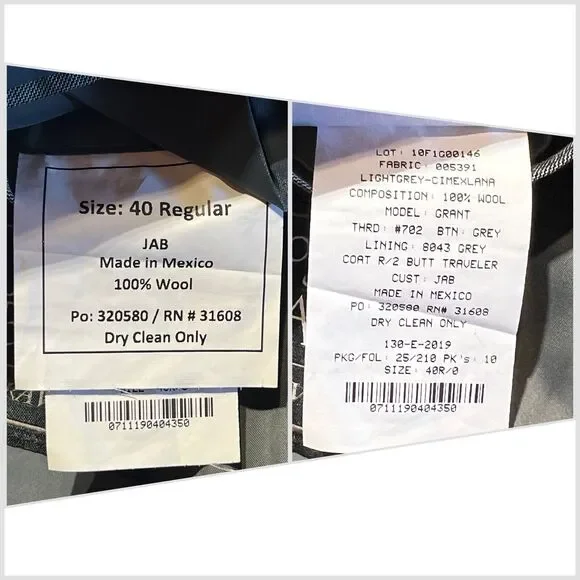 Size: 40 Regular
JAB
Made in Mexico
100% Wool
Po: 320580 / RN # 31608
Dry Clean Only
0711190404350
LOT: 10F1G00146
FABRIC: 005391
LIGHTGREY-CIMEXLANA
COMPOSITION: 100% WOOL
MODEL: GRANT
THRD: #702 BTN: GREY
LINING: 8043 GREY
COAT R/2 BUTT TRAVELER
CUST: JAB
MADE IN MEXICO
PO: 320580 RN# 31608
DRY CLEAN ONLY
130-E-2019
PKG/FOL: 25/210 PK's: 10
SIZE: 40R/0
0711190404350